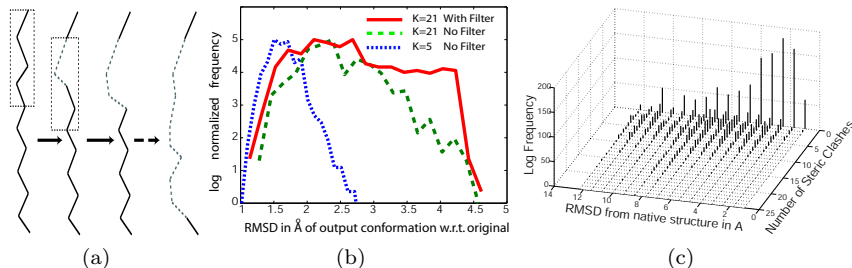 K=21 With Filter
K=21 No Filter
K=5 No Filter
log normalized frequency
6
5
4
3
2
1
0
1 1.5 2 2.5 3 3.5 4 4.5 5
RMSD in Å of output conformation w.r.t. original
Log Frequency
200
150
100
50
0
14 12 10 8 6 4 2 0
RMSD from native structure in A
0
5
10
15
20
25
Number of Steric Clashes
(a) (b) (c)